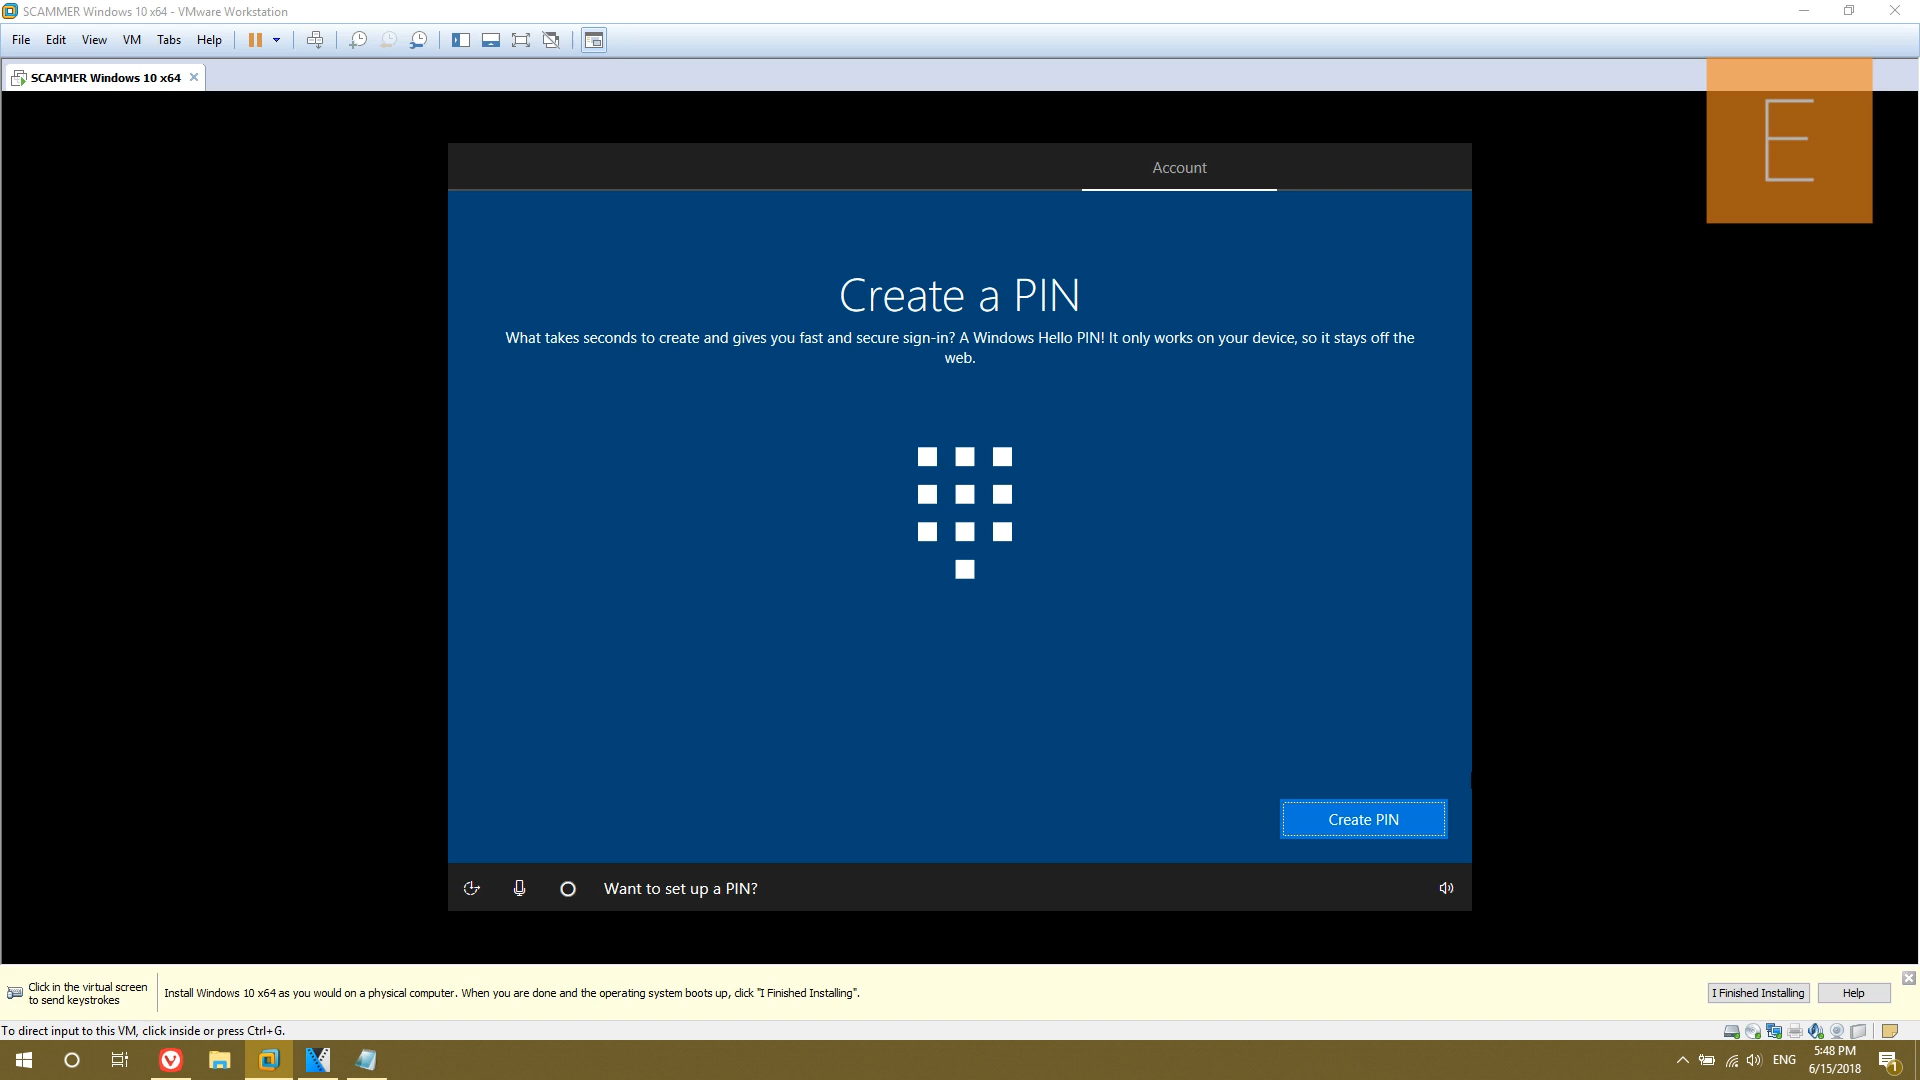 SCAMMER Windows 10 x64 - VMware Workstation
File Edit View VM Tabs Help
SCAMMER Windows 10 x64
E
Account
Create a PIN
What takes seconds to create and gives you fast and secure sign-in? A Windows Hello PIN! It only works on your device, so it stays off the
web.
Create PIN
Want to set up a PIN?
Click in the virtual screen
to send keystrokes
Install Windows 10 x64 as you would on a physical computer. When you are done and the operating system boots up, click "I Finished Installing".
I Finished Installing
Help
To direct input to this VM, click inside or press Ctrl+G.
ENG
5:48 PM
6/15/2018
1